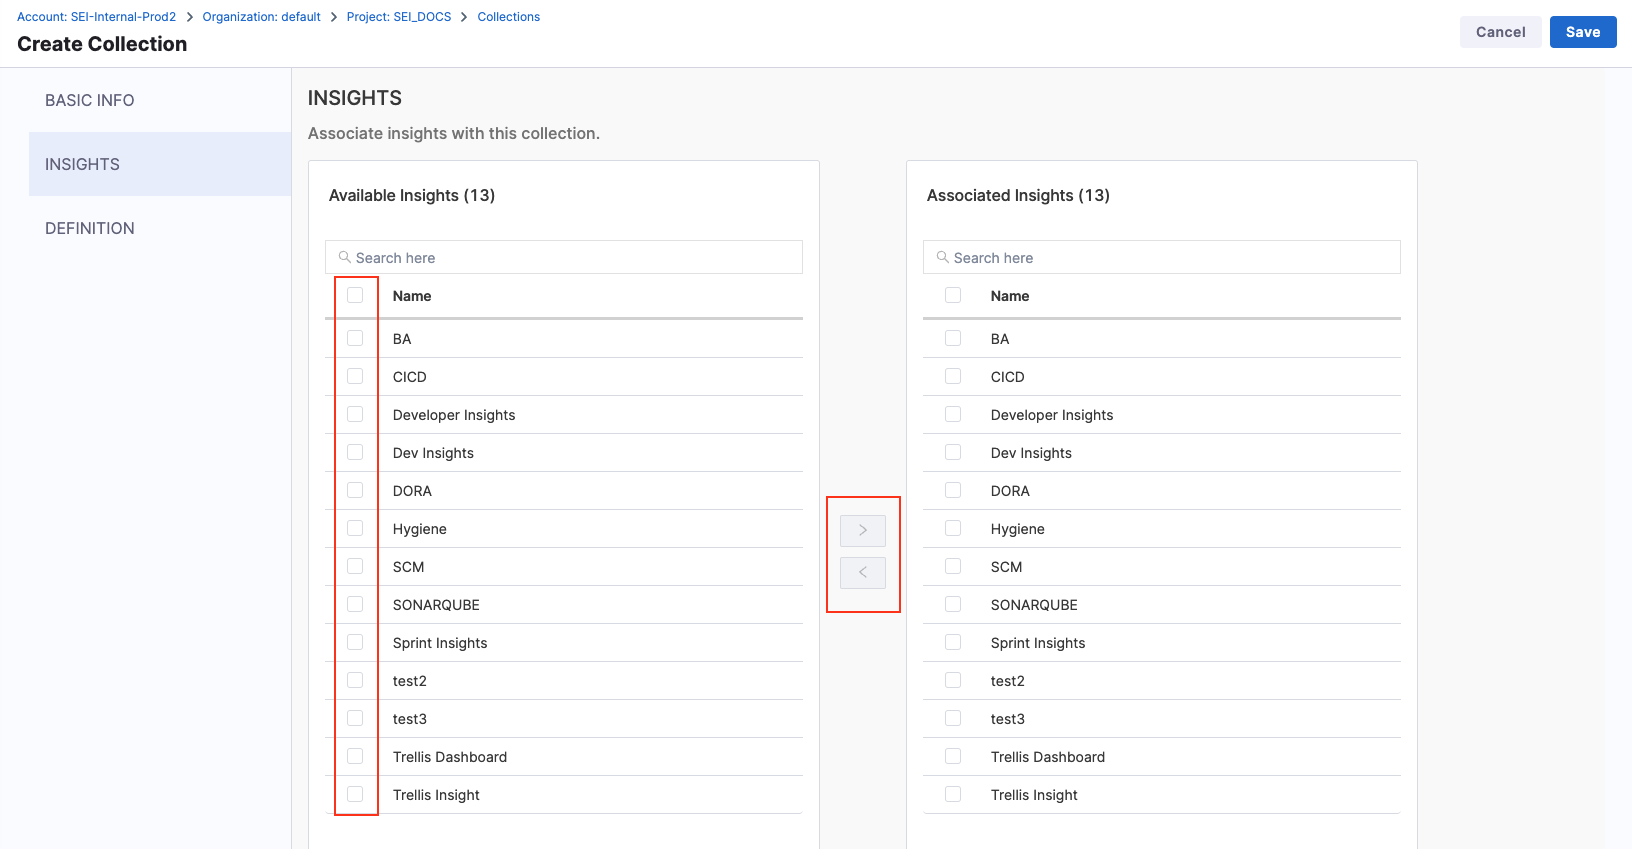 Account: SEI-Internal-Prod2 > Organization: default > Project: SEI_DOCS > Collections
Create Collection
Cancel
Save
BASIC INFO
INSIGHTS
DEFINITION
INSIGHTS
Associate insights with this collection.
Available Insights (13)
Search here
Name
BA
CICD
Developer Insights
Dev Insights
DORA
Hygiene
SCM
SONARQUBE
Sprint Insights
test2
test3
Trellis Dashboard
Trellis Insight
>
<
Associated Insights (13)
Search here
Name
BA
CICD
Developer Insights
Dev Insights
DORA
Hygiene
SCM
SONARQUBE
Sprint Insights
test2
test3
Trellis Dashboard
Trellis Insight